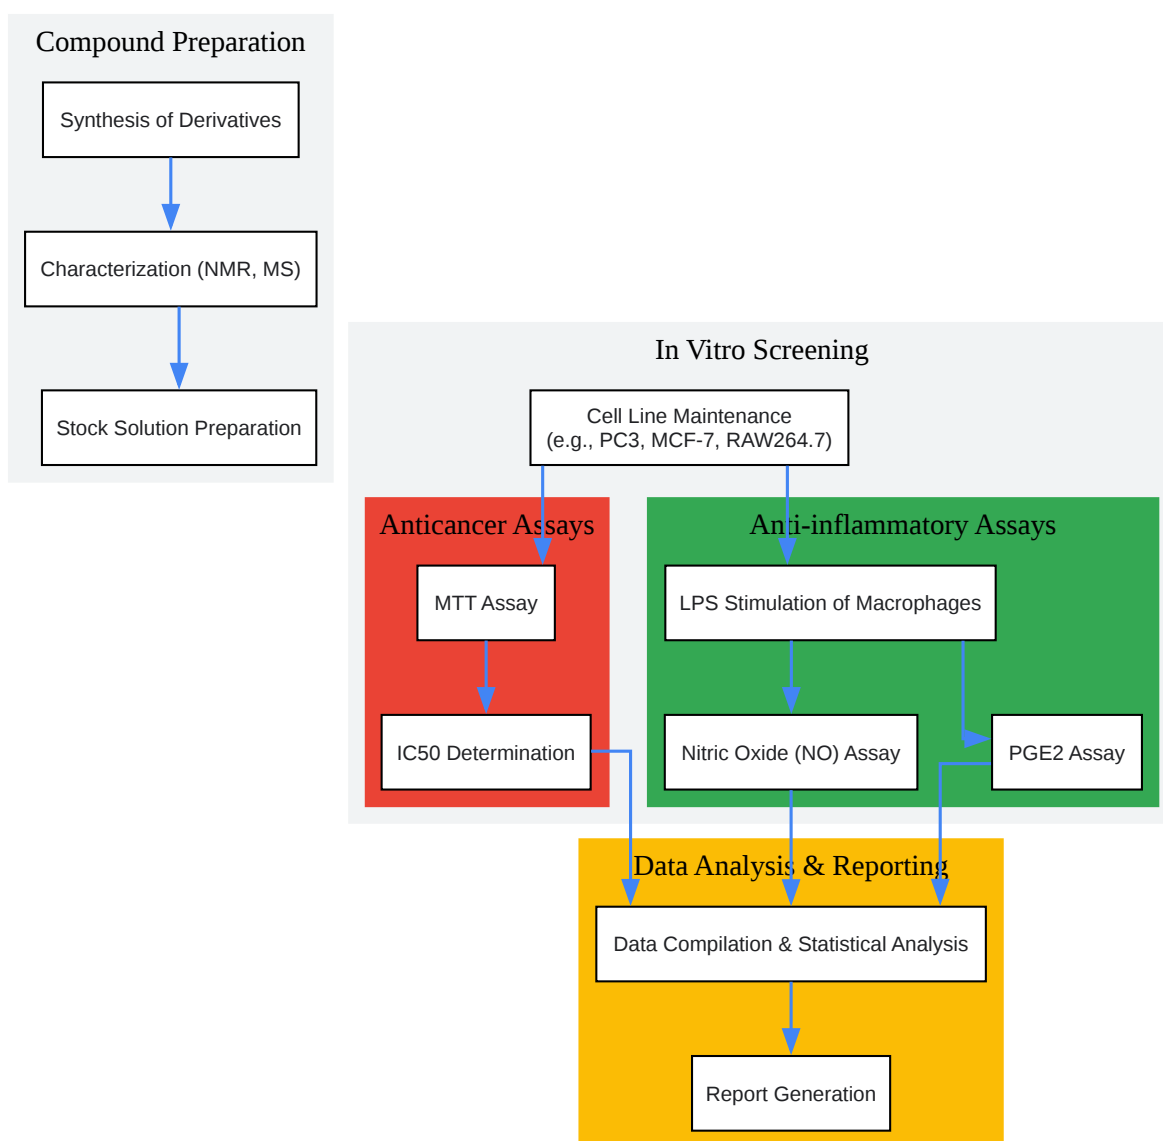 Compound Preparation
Synthesis of Derivatives
Characterization (NMR, MS)
Stock Solution Preparation
In Vitro Screening
Cell Line Maintenance
(e.g., PC3, MCF-7, RAW264.7)
Anticancer Assays
MTT Assay
IC50 Determination
Anti-inflammatory Assays
LPS Stimulation of Macrophages
Nitric Oxide (NO) Assay
PGE2 Assay
Data Analysis & Reporting
Data Compilation & Statistical Analysis
Report Generation